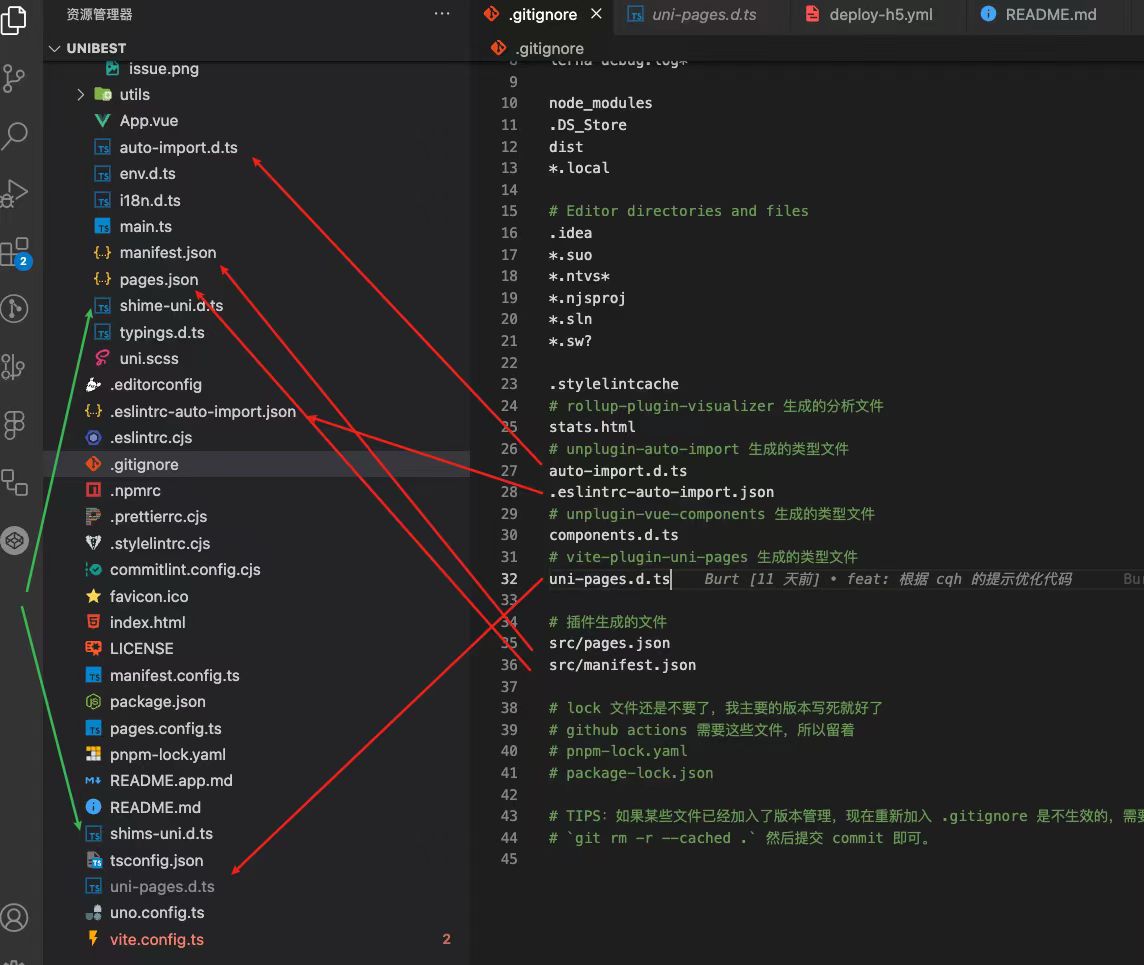 资源管理器
UNIBEST
issue.png
utils
App.vue
auto-import.d.ts
env.d.ts
i18n.d.ts
main.ts
manifest.json
pages.json
shime-uni.d.ts
typings.d.ts
uni.scss
.editorconfig
.eslintrc-auto-import.json
.eslintrc.cjs
.gitignore
.npmrc
.prettierrc.cjs
.stylelintrc.cjs
commitlint.config.cjs
favicon.ico
index.html
LICENSE
manifest.config.ts
package.json
pages.config.ts
pnpm-lock.yaml
README.app.md
README.md
shims-uni.d.ts
tsconfig.json
uni-pages.d.ts
uno.config.ts
vite.config.ts 2
2
.gitignore
uni-pages.d.ts
deploy-h5.yml
README.md
.gitignore
8 lerna-debug.log*
9
10 node_modules
11 .DS_Store
12 dist
13 *.local
14
15 # Editor directories and files
16 .idea
17 *.suo
18 *.ntvs*
19 *.njsproj
20 *.sln
21 *.sw?
22
23 .stylelintcache
24 # rollup-plugin-visualizer 生成的分析文件
25 stats.html
26 # unplugin-auto-import 生成的类型文件
27 auto-import.d.ts
28 .eslintrc-auto-import.json
29 # unplugin-vue-components 生成的类型文件
30 components.d.ts
31 # vite-plugin-uni-pages 生成的类型文件
32 uni-pages.d.ts Burt [11 天前] • feat: 根据 cqh 的提示优化代码 Bu
33
34 # 插件生成的文件
35 src/pages.json
36 src/manifest.json
37
38 # lock 文件还是不要了，我主要的版本写死就好了
39 # github actions 需要这些文件，所以留着
40 # pnpm-lock.yaml
41 # package-lock.json
42
43 # TIPS：如果某些文件已经加入了版本管理，现在重新加入 .gitignore 是不生效的，需要
44 # `git rm -r --cached .` 然后提交 commit 即可。
45